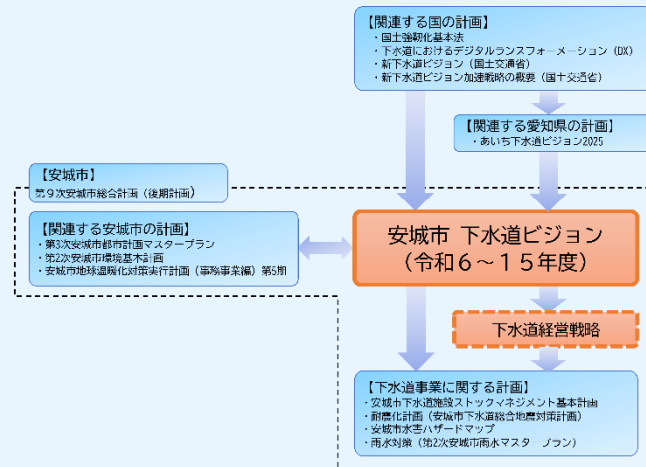 【関連する国の計画】
・国土強靭化基本法
・下水道におけるデジタルランスフォーメーション（DX）
・新下水道ビジョン（国土交通省）
・新下水道ビジョン加速戦略の概要（国土交通省）
【関連する愛知県の計画】
・あいち下水道ビジョン2025
【安城市】
第９次安城市総合計画（後期計画）
【関連する安城市の計画】
・第3次安城市都市計画マスタープラン
・第2次安城市環境基本計画
・安城市地球温暖化対策実行計画（事務事業編）第5期
安城市 下水道ビジョン
（令和６～１５年度）
下水道経営戦略
【下水道事業に関する計画】
・安城市下水道施設ストックマネジメント基本計画
・耐震化計画（安城市下水道総合地震対策計画）
・安城市水害ハザードマップ
・雨水対策（第2次安城市雨水マスタープラン）